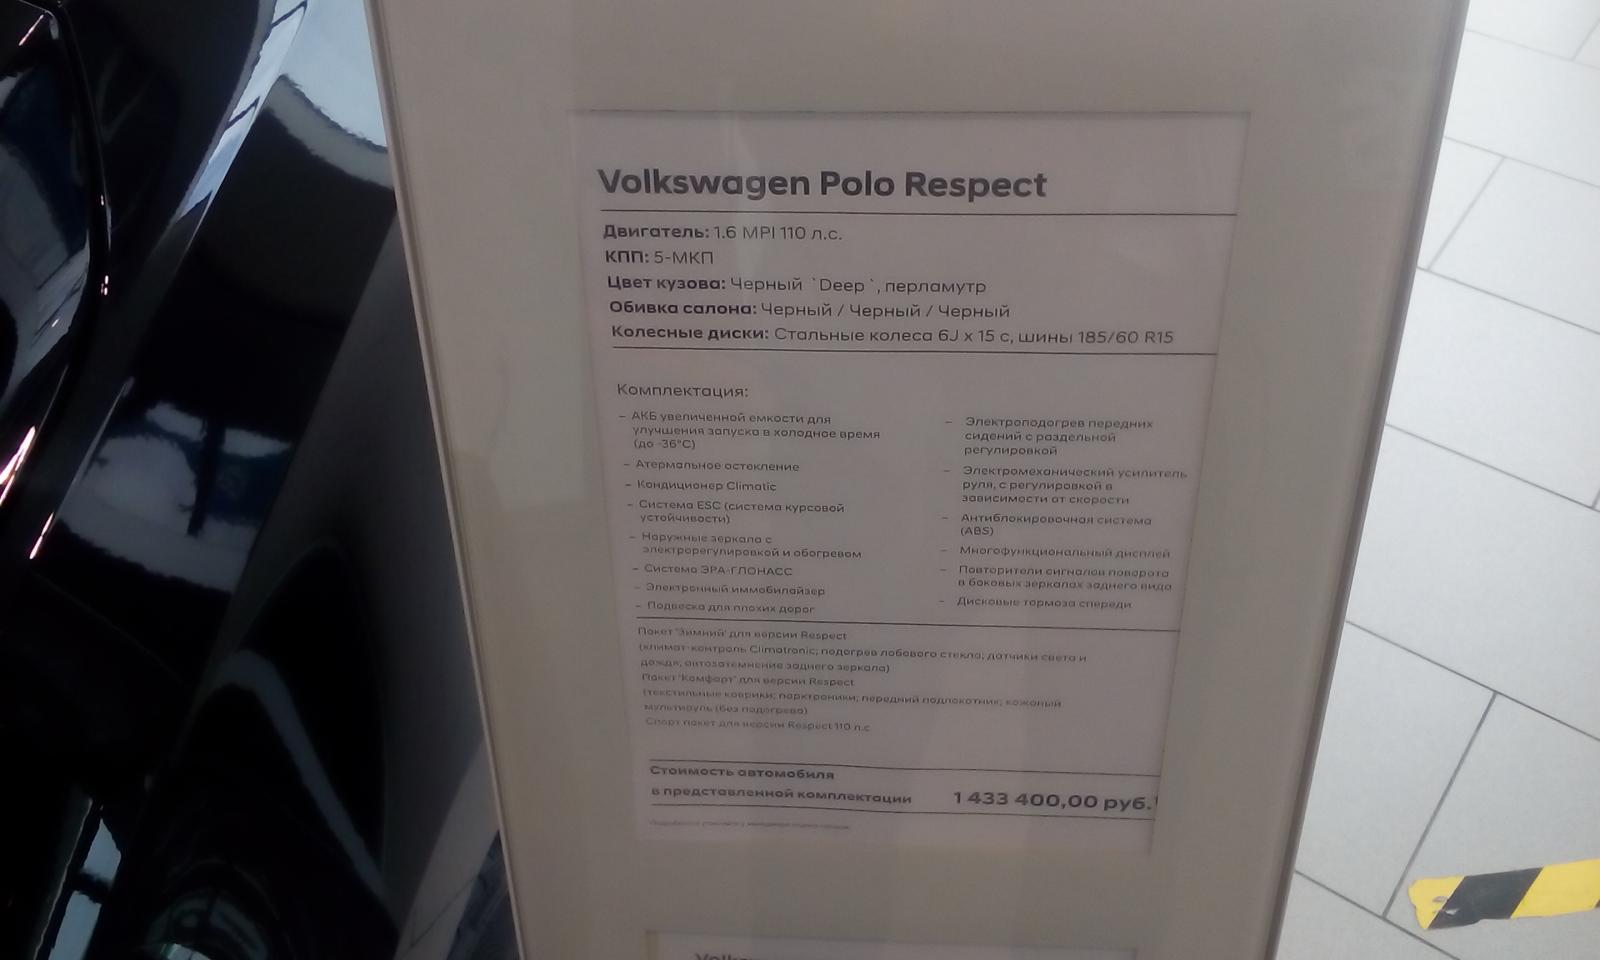 Volkswagen Polo Respect
Двигатель: 1.6 MPI 110 л.с.
КПП: 5-МКП
Цвет кузова: Черный `Deep `, перламутр
Обивка салона: Черный / Черный / Черный
Колесные диски: Стальные колеса 6J x 15 с, шины 185/60 R15
Комплектация:
– АКБ увеличенной емкости для
улучшения запуска в холодное время
(до -36°C)
– Атермальное остекление
– Кондиционер Climatic
– Система ESC (система курсовой
устойчивости)
– Наружные зеркала с
электрорегулировкой и обогревом
– Система ЭРА-ГЛОНАСС
– Электронный иммобилайзер
– Подвеска для плохих дорог
– Электроподогрев передних
сидений с раздельной
регулировкой
– Электромеханический усилитель
руля, с регулировкой в
зависимости от скорости
– Антиблокировочная система
(ABS)
– Многофункциональный дисплей
– Повторители сигналов поворота
в боковых зеркалах заднего вида
– Дисковые тормоза спереди
Пакет 'Зимний' для версии Respect
(климат-контроль Climatronic; подогрев лобового стекла; датчики света и
дождя; автозатемнение заднего зеркала)
Пакет 'Комфорт' для версии Respect
(текстильные коврики; парктроники; передний подлокотник; кожаный
мультируль (без подогрева)
Спорт пакет для версии Respect 110 л.с
Стоимость автомобиля
в представленной комплектации 1 433 400,00 руб.